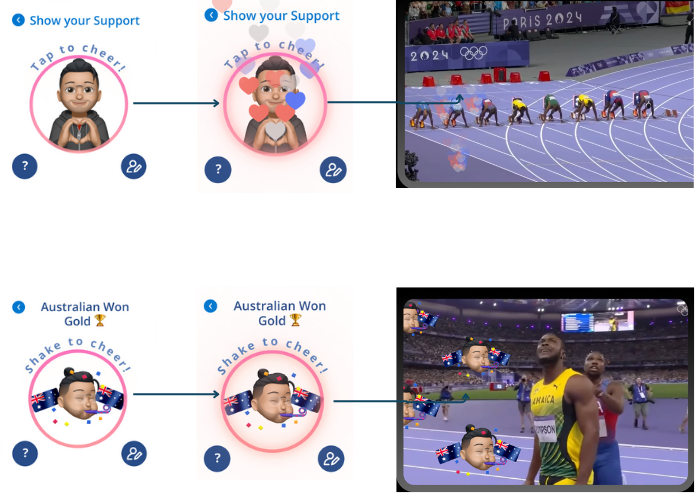 Show your Support
Tap to cheer!
?
Show your Support
Tap to cheer!
?
PARIS 2024
2024
Australian Won
Gold 🏆
Shake to cheer!
?
Australian Won
Gold 🏆
Shake to cheer!
?
JAMAICA